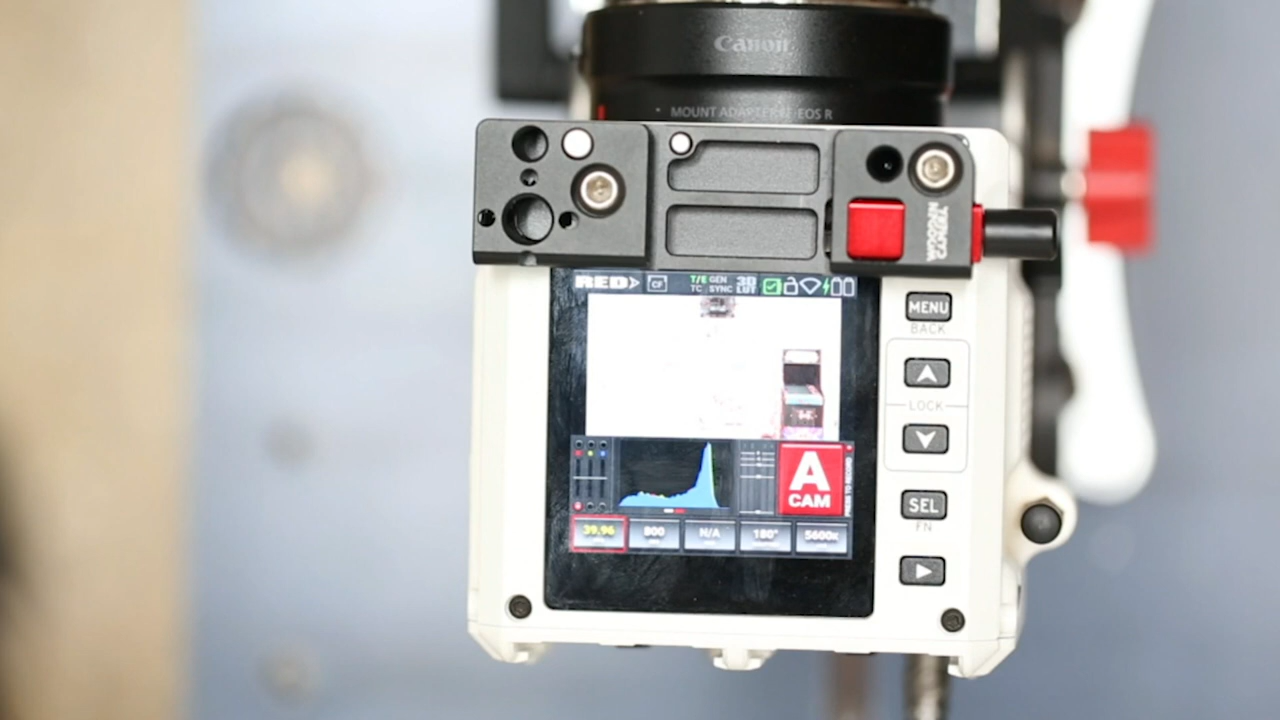 Canon
MOUNT ADAPTER EF-EOS R
RED
CF
T/E GEN 3D
TC SYNC LUT
MENU
BACK
LOCK
A
CAM
SEL
FN
39.96 800 N/A 180° 5600K